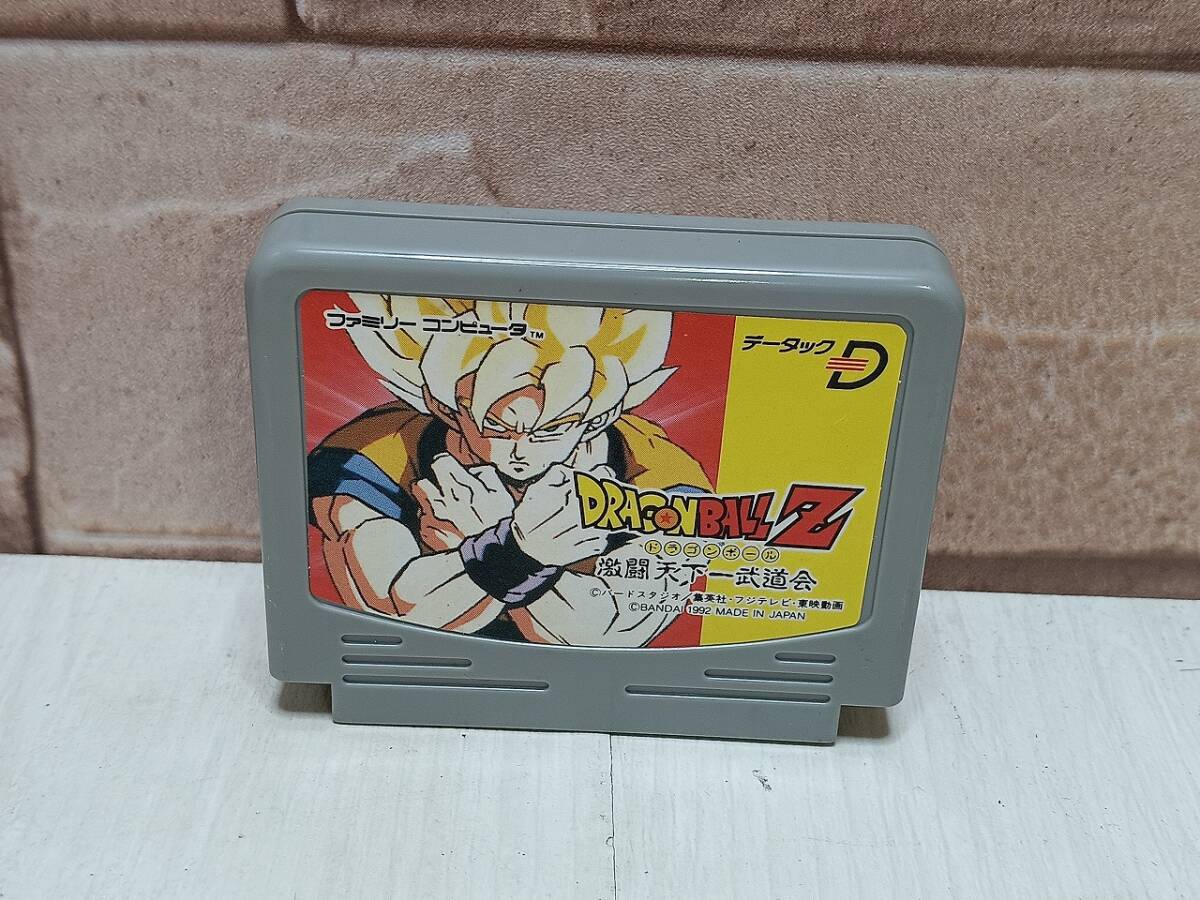 ファミリー コンピュータ TM
データック
D
DRAGON BALL Z
ドラゴンボール
激闘天下一武道会
©バードスタジオ/集英社・フジテレビ・東映動画
©BANDAI 1992 MADE IN JAPAN